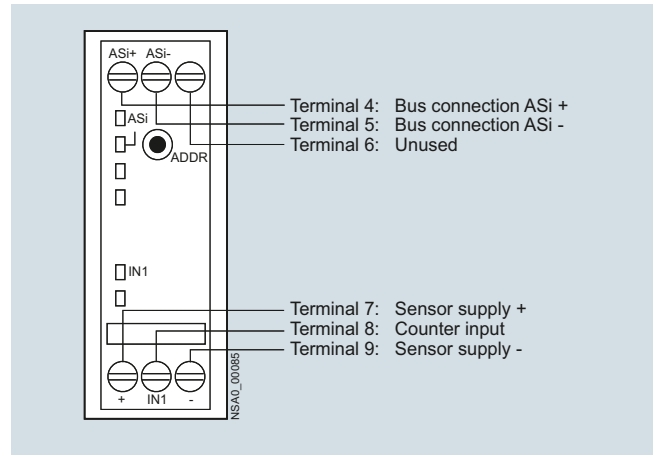 ASi+ ASi-
Terminal 4: Bus connection ASi +
ASi
Terminal 5: Bus connection ASi -
Terminal 6: Unused
ADDR
IN1
Terminal 7: Sensor supply +
Terminal 8: Counter input
Terminal 9: Sensor supply -
+ IN1 -
NSA0_00085